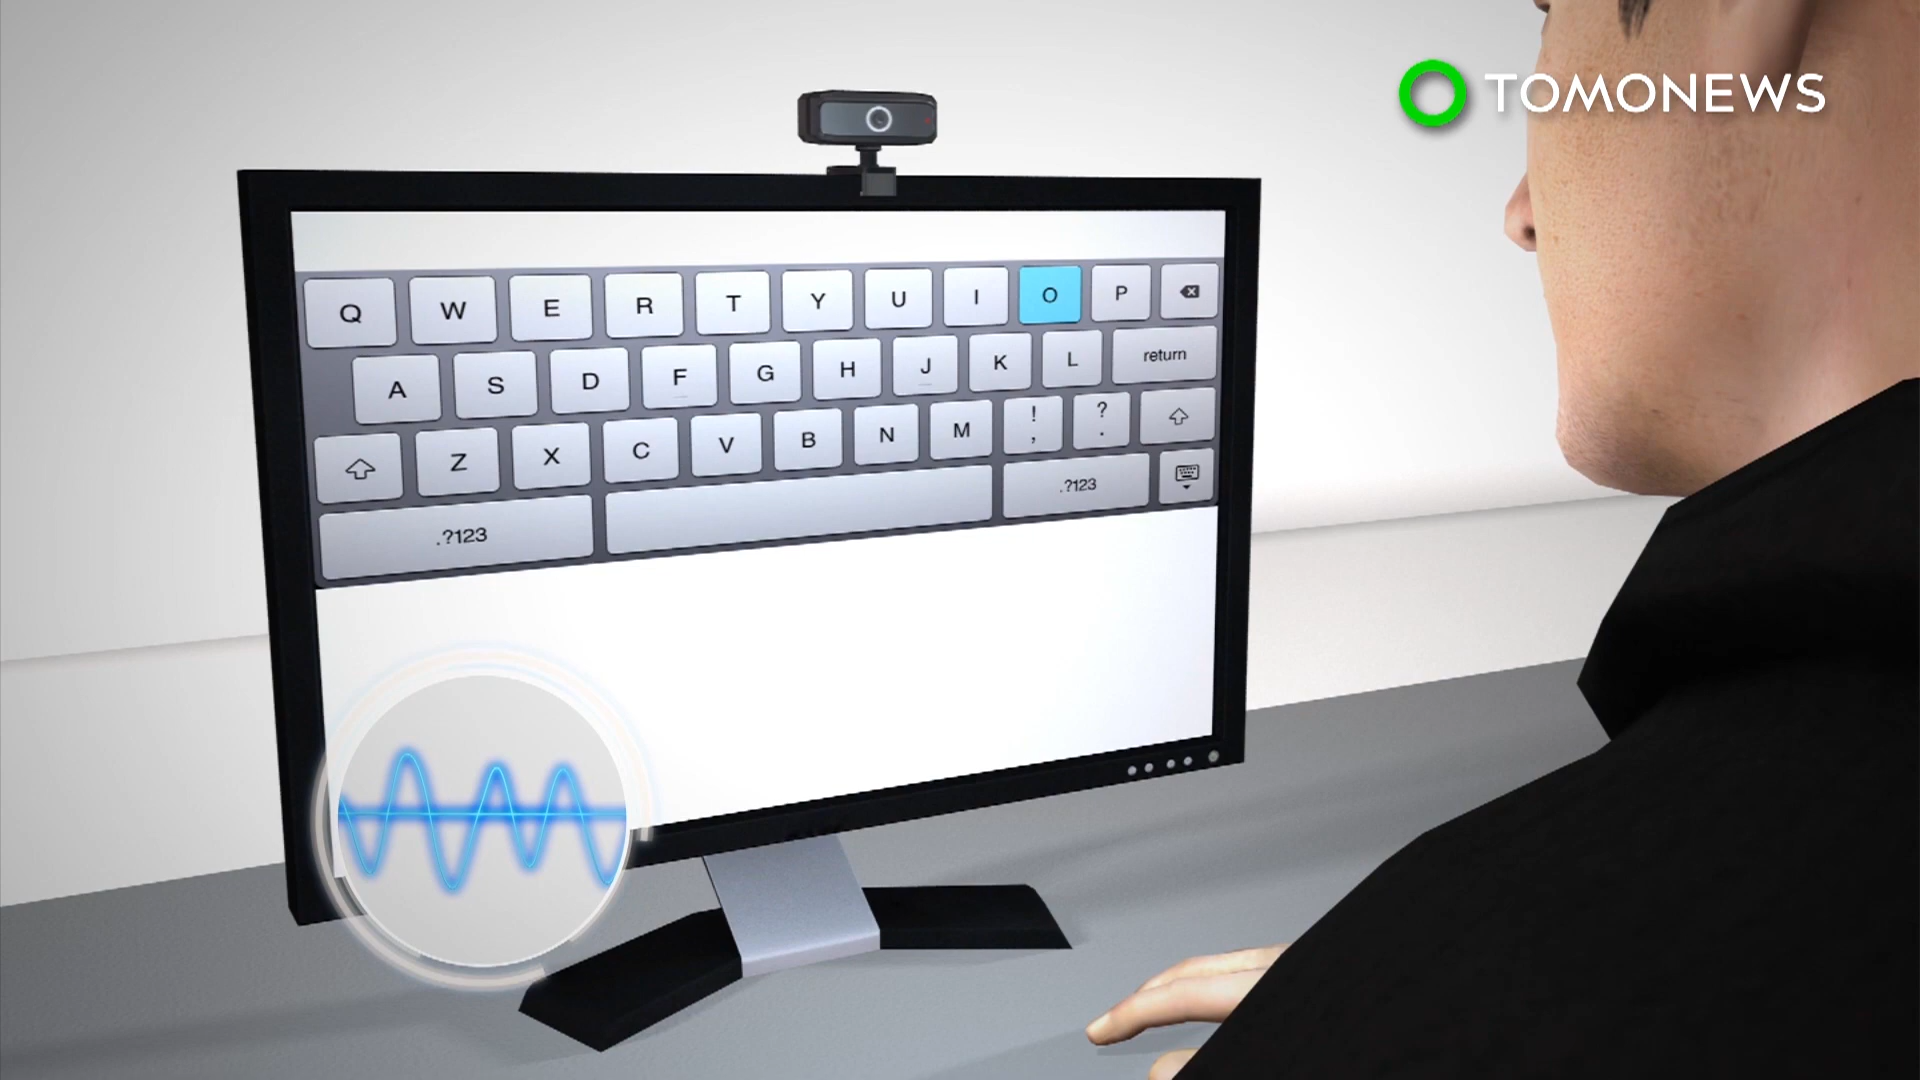 TOMONEWS
Q W E R T Y U I O P
A S D F G H J K L return
Z X C V B N M ! , ? .
.?123 .?123